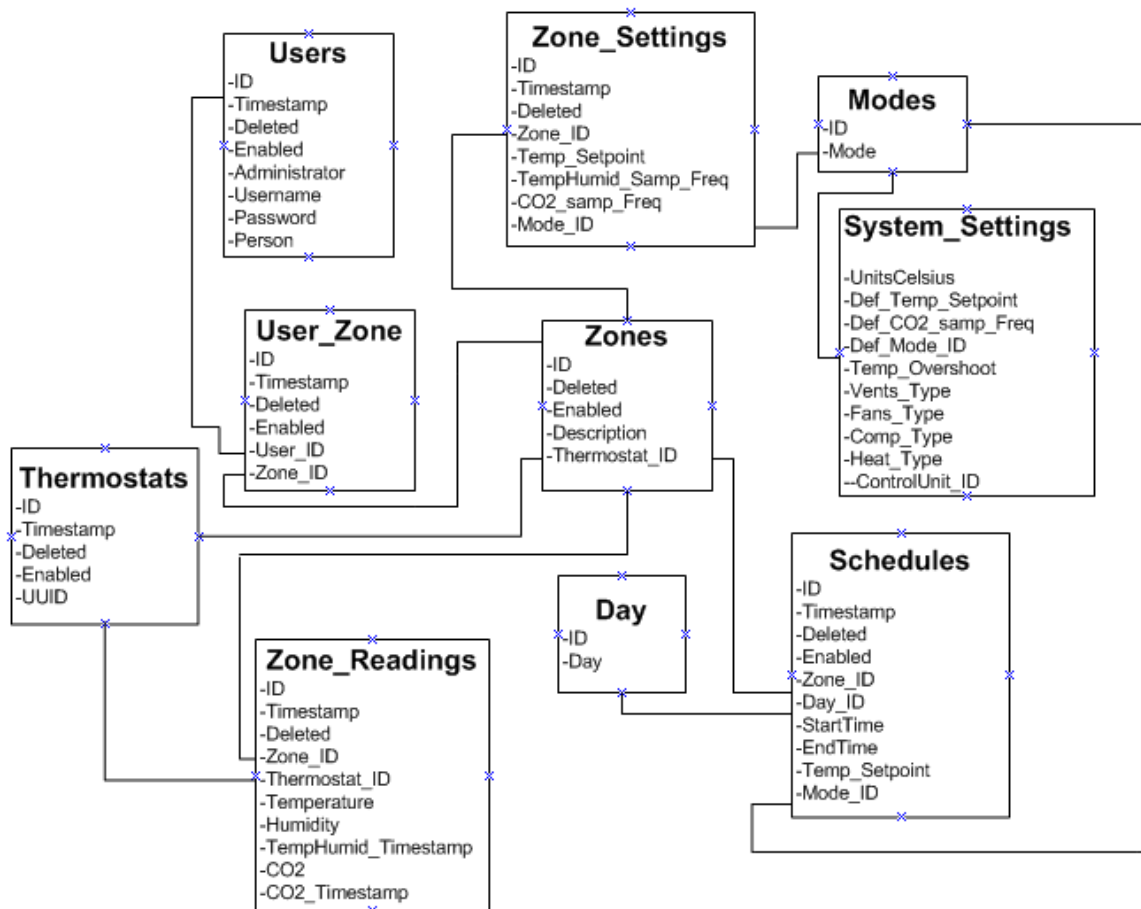 Users
-ID
-Timestamp
-Deleted
-Enabled
-Administrator
-Username
-Password
-Person
Zone_Settings
-ID
-Timestamp
-Deleted
-Zone_ID
-Temp_Setpoint
-TempHumid_Samp_Freq
-CO2_samp_Freq
-Mode_ID
Modes
-ID
-Mode
System_Settings
-UnitsCelsius
-Def_Temp_Setpoint
-Def_CO2_samp_Freq
-Def_Mode_ID
-Temp_Overshoot
-Vents_Type
-Fans_Type
-Comp_Type
-Heat_Type
--ControlUnit_ID
User_Zone
-ID
-Timestamp
-Deleted
-Enabled
-User_ID
-Zone_ID
Zones
-ID
-Deleted
-Enabled
-Description
-Thermostat_ID
Thermostats
-ID
-Timestamp
-Deleted
-Enabled
-UUID
Zone_Readings
-ID
-Timestamp
-Deleted
-Zone_ID
-Thermostat_ID
-Temperature
-Humidity
-TempHumid_Timestamp
-CO2
-CO2_Timestamp
Day
-ID
-Day
Schedules
-ID
-Timestamp
-Deleted
-Enabled
-Zone_ID
-Day_ID
-StartTime
-EndTime
-Temp_Setpoint
-Mode_ID